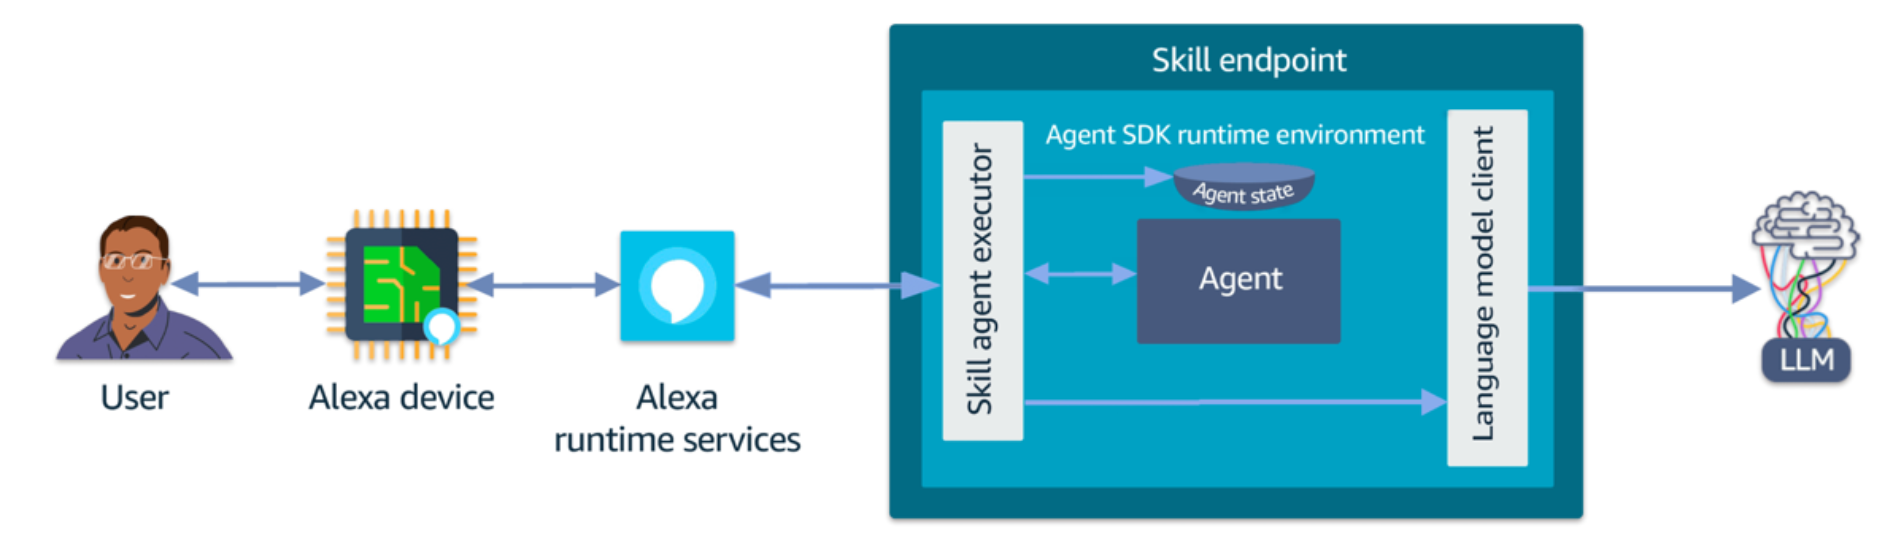 Skill endpoint
Agent SDK runtime environment
Skill agent executor
Agent state
Agent
Language model client
User
Alexa device
Alexa
runtime services
LLM